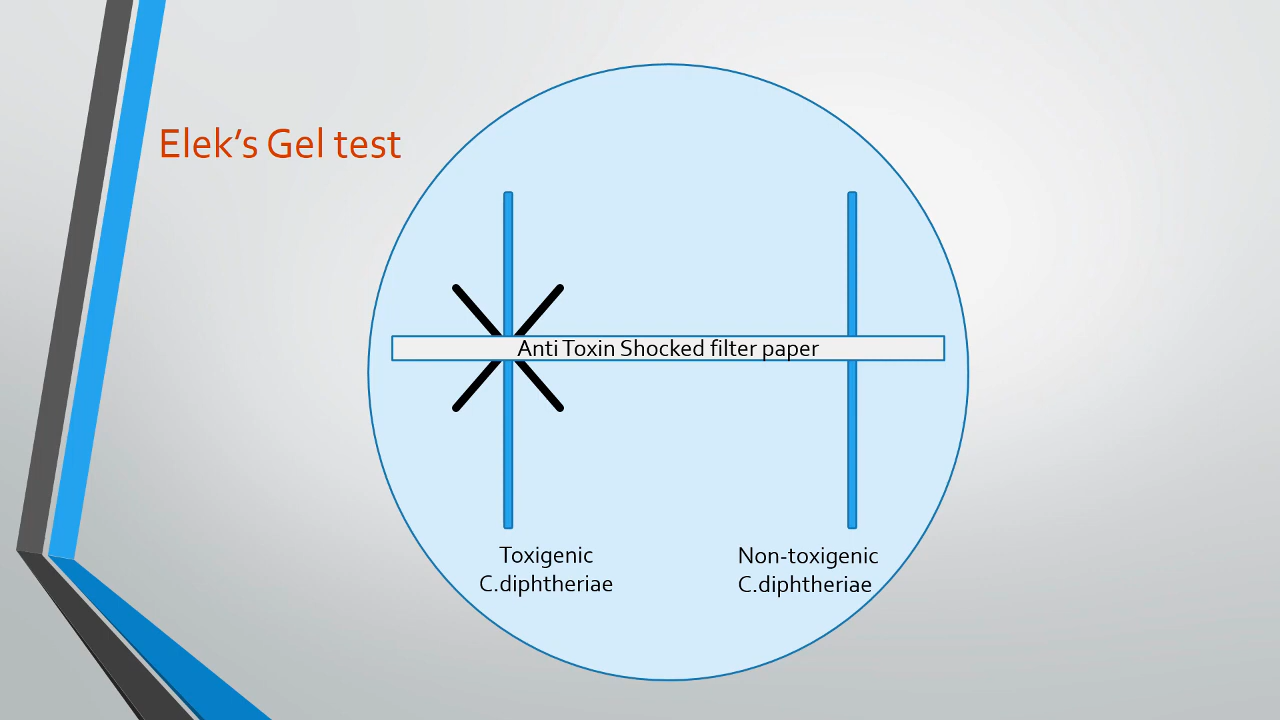 Elek’s Gel test
Anti Toxin Shocked filter paper
Toxigenic
C.diphtheriae
Non-toxigenic
C.diphtheriae